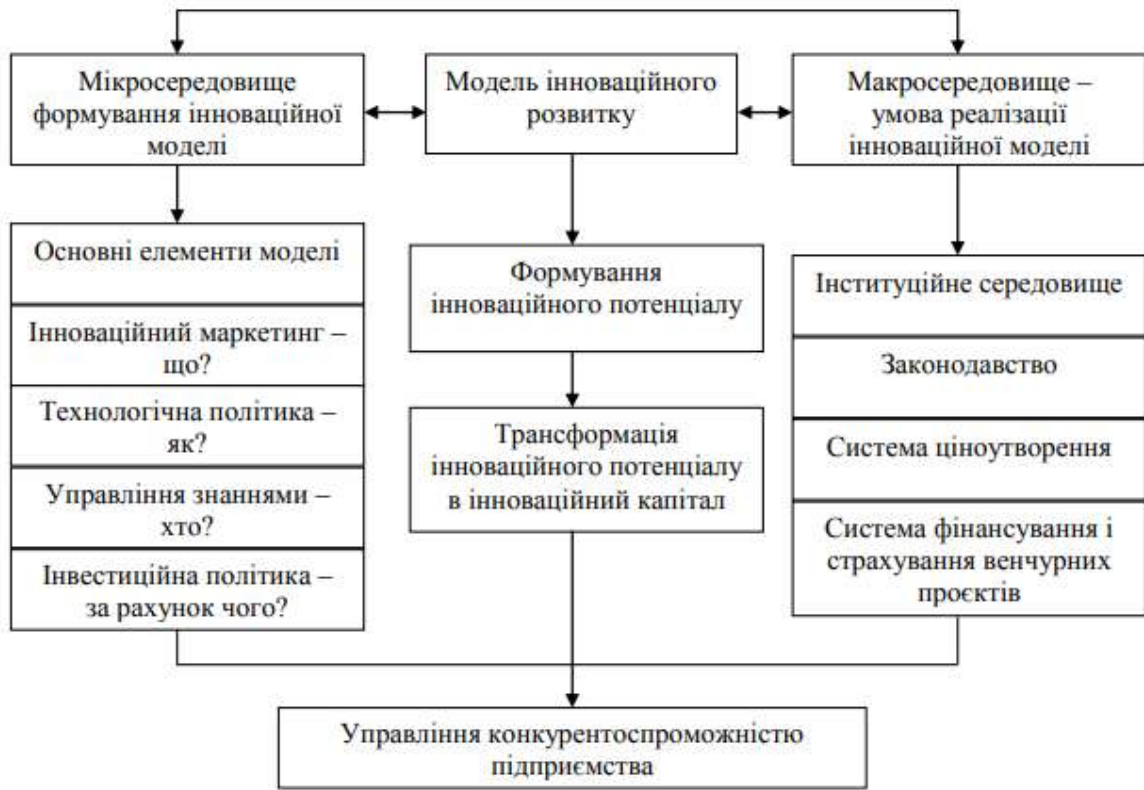 Мікросередовище
формування інноваційної
моделі
Модель інноваційного
розвитку
Макросередовище –
умова реалізації
інноваційної моделі
Основні елементи моделі
Інноваційний маркетинг –
що?
Технологічна політика –
як?
Управління знаннями –
хто?
Інвестиційна політика –
за рахунок чого?
Формування
інноваційного потенціалу
Трансформація
інноваційного потенціалу
в інноваційний капітал
Інституційне середовище
Законодавство
Система ціноутворення
Система фінансування і
страхування венчурних
проєктів
Управління конкурентоспроможністю
підприємства